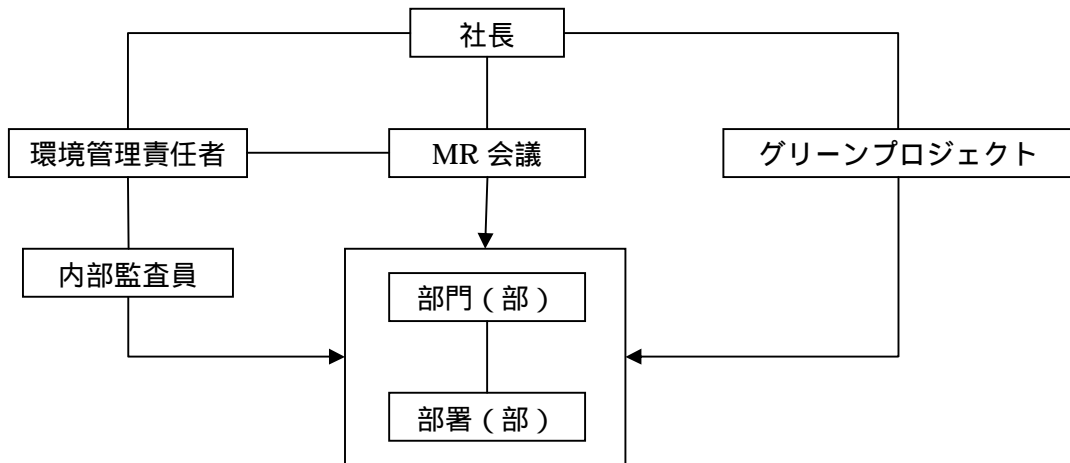 社長
環境管理責任者
MR 会議
グリーンプロジェクト
内部監査員
部門（部）
部署（部）